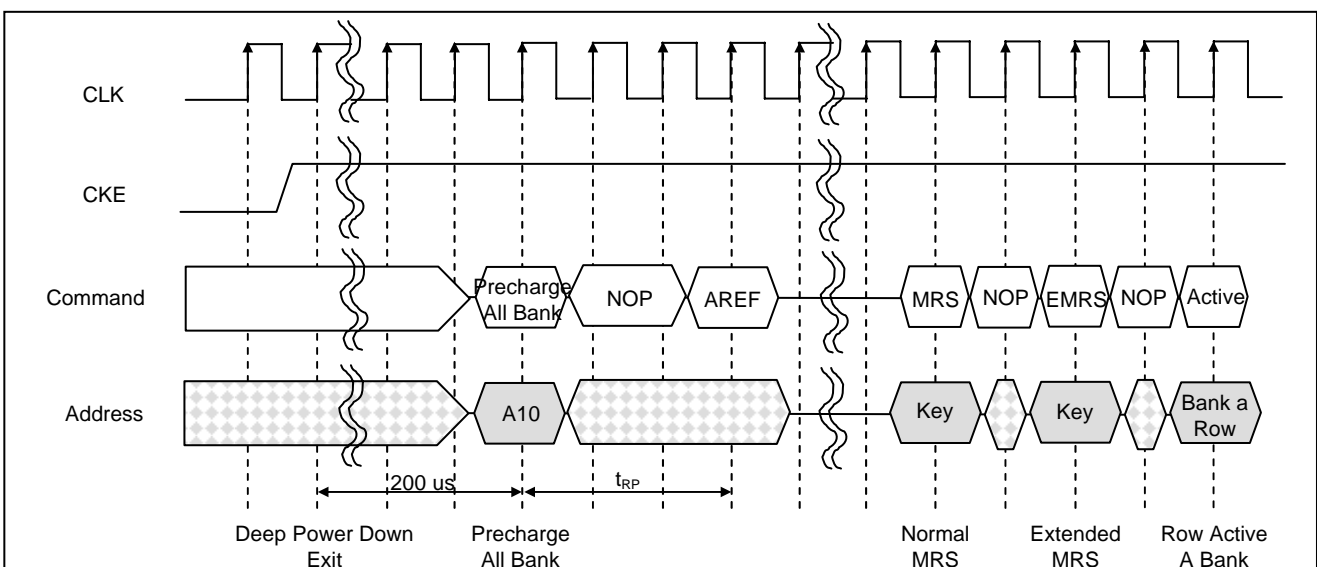 CLK
CKE
Command
Precharge
All Bank
NOP
AREF
MRS
NOP
EMRS
NOP
Active
Address
A10
Key
Key
Bank a
Row
200 us
tRP
Deep Power Down
Exit
Precharge
All Bank
Normal
MRS
Extended
MRS
Row Active
A Bank